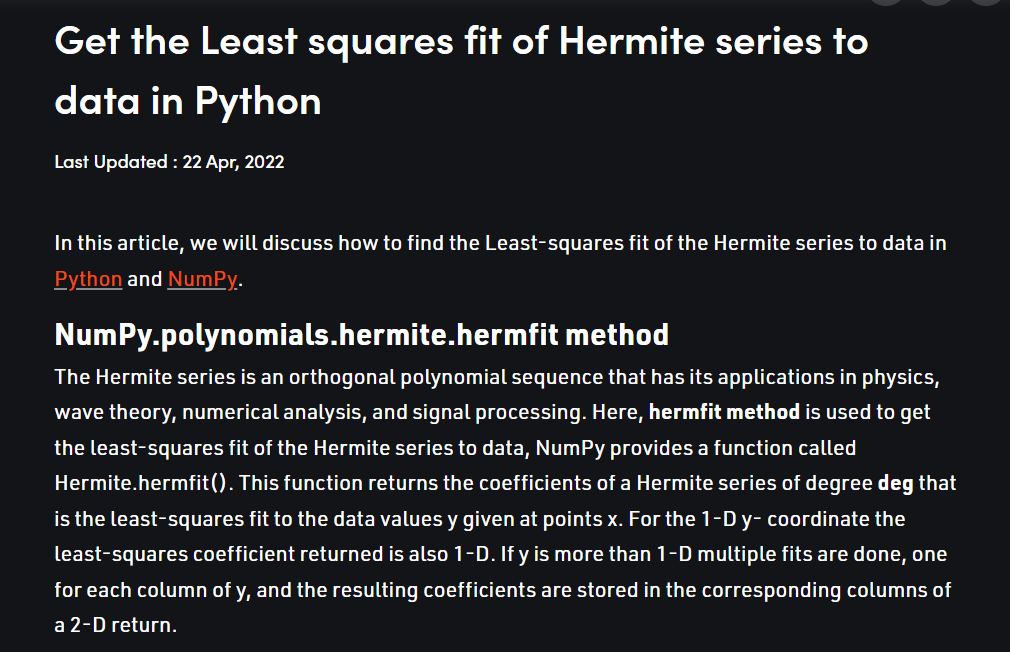 Get the Least squares fit of Hermite series to
data in Python
Last Updated : 22 Apr, 2022
In this article, we will discuss how to find the Least-squares fit of the Hermite series to data in
Python and NumPy.
NumPy.polynomials.hermite.hermfit method
The Hermite series is an orthogonal polynomial sequence that has its applications in physics,
wave theory, numerical analysis, and signal processing. Here, hermfit method is used to get
the least-squares fit of the Hermite series to data, NumPy provides a function called
Hermite.hermfit(). This function returns the coefficients of a Hermite series of degree deg that
is the least-squares fit to the data values y given at points x. For the 1-D y- coordinate the
least-squares coefficient returned is also 1-D. If y is more than 1-D multiple fits are done, one
for each column of y, and the resulting coefficients are stored in the corresponding columns of
a 2-D return.